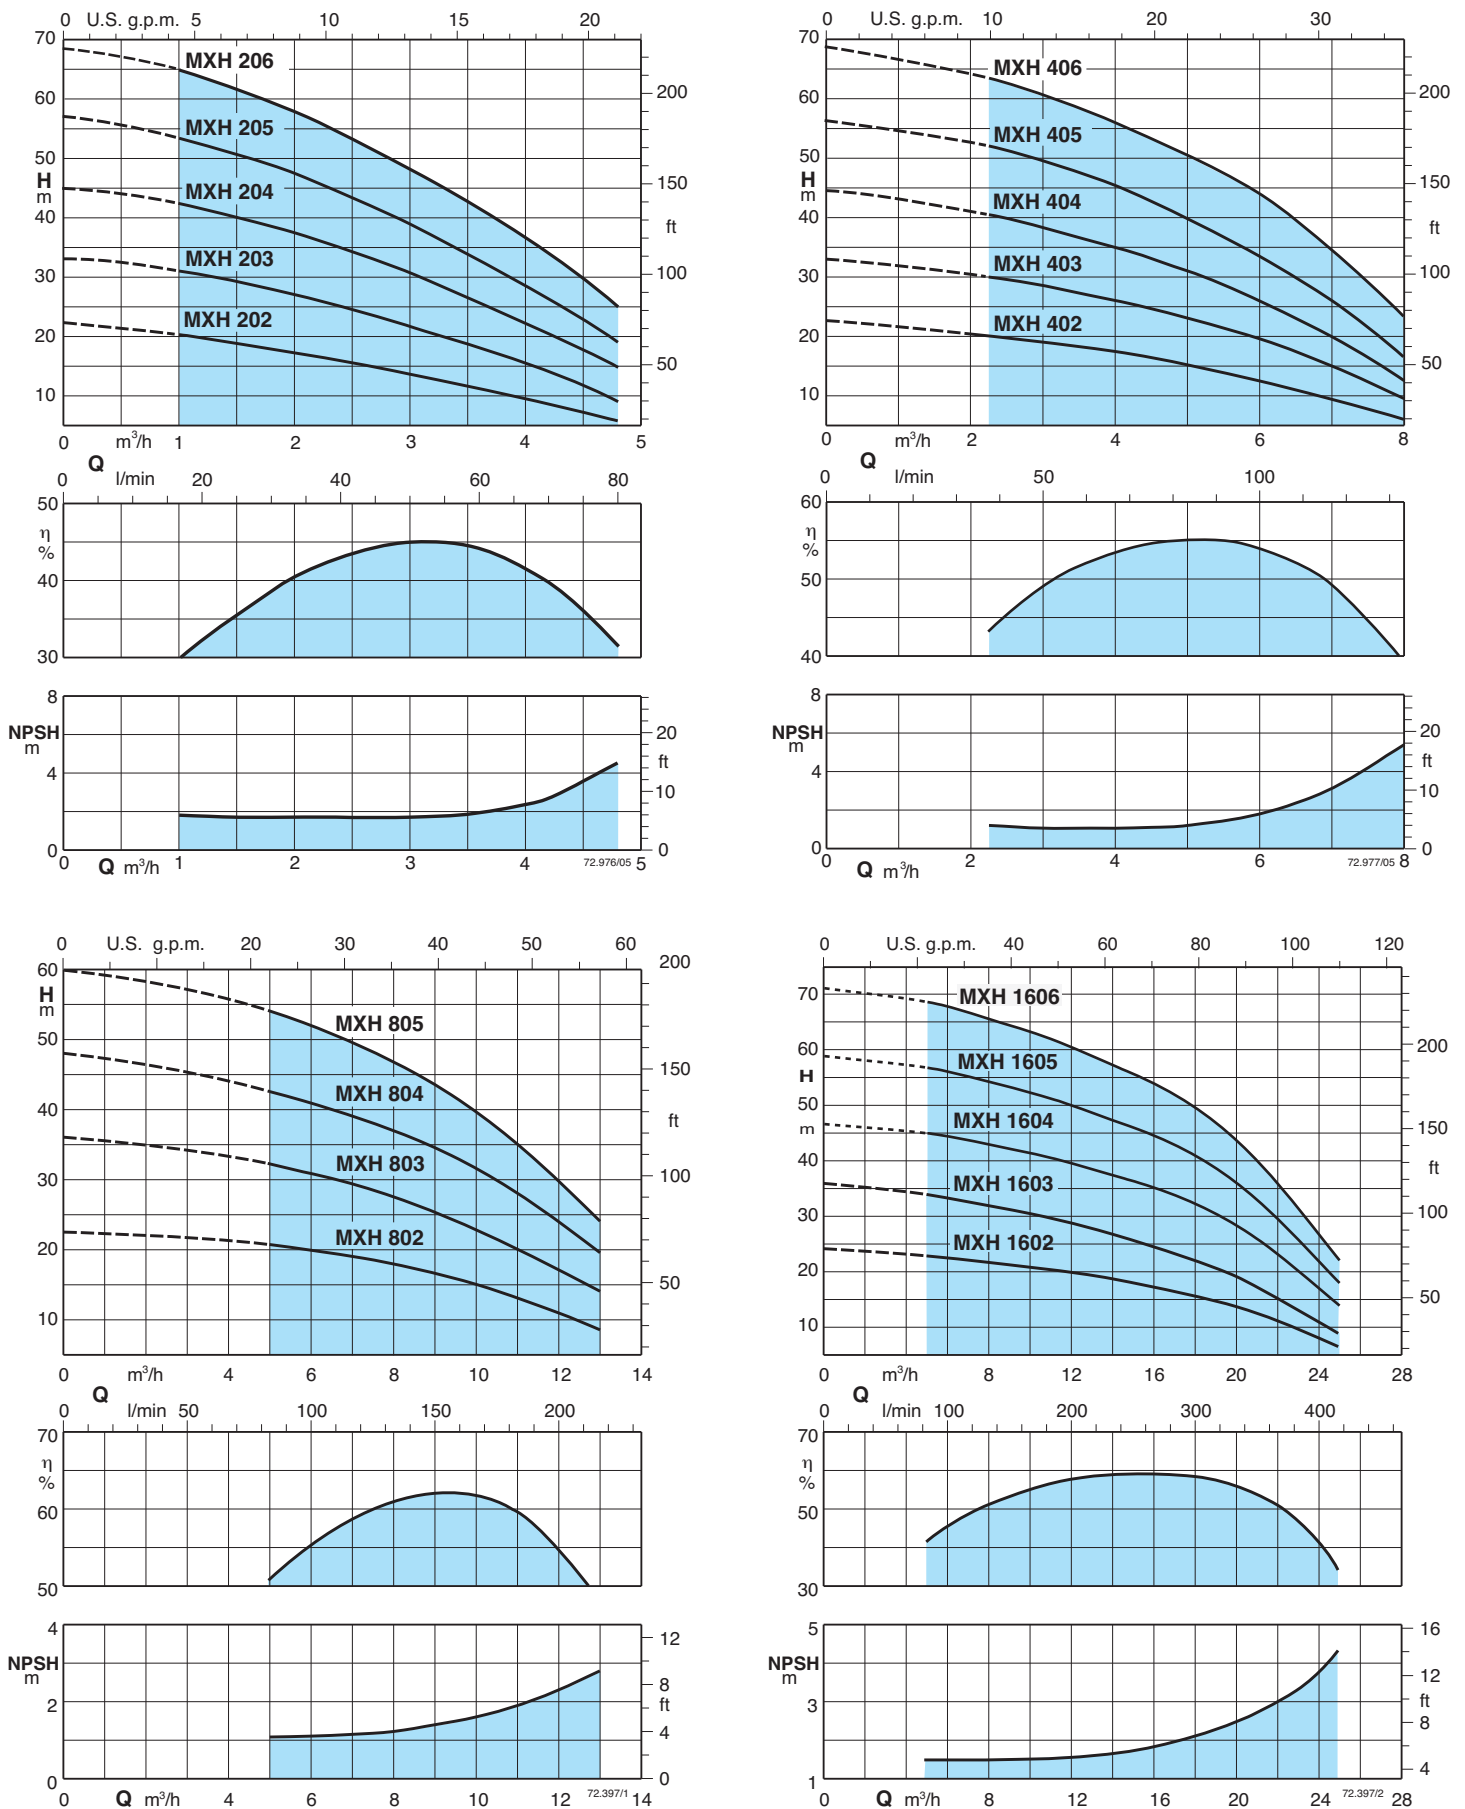 0 U.S. g.p.m. 5 10 15 20
70
60
50
H
m
40
30
20
10
MXH 206
MXH 205
MXH 204
MXH 203
MXH 202
200
150
ft
100
50
0 m³/h 1 2 3 4 5
Q
0 l/min 20 40 60 80
50
η
%
40
30
8
NPSH
m
4
0
20
ft
10
0
0 Q m³/h 1 2 3 4 72.976/05 5
0 U.S. g.p.m. 10 20 30
70
60
50
H
m
40
30
20
10
MXH 406
MXH 405
MXH 404
MXH 403
MXH 402
200
150
ft
100
50
0 m³/h 2 4 6 8
Q
0 l/min 50 100
60
η
%
50
40
8
NPSH
m
4
0
20
ft
10
0
0 Q m³/h 2 4 6 72.977/05 8
0 U.S. g.p.m. 20 30 40 50 60
60
H
m
50
40
30
20
10
MXH 805
MXH 804
MXH 803
MXH 802
200
150
ft
100
50
0 m³/h 4 6 8 10 12 14
Q
0 l/min 50 100 150 200
70
η
%
60
50
4
NPSH
m
2
0
12
8
ft
4
0
0 Q m³/h 4 6 8 10 12 72.397/1 14
0 U.S. g.p.m. 40 60 80 100 120
70
60
H
50
m
40
30
20
10
MXH 1606
MXH 1605
MXH 1604
MXH 1603
MXH 1602
200
150
ft
100
50
0 m³/h 8 12 16 20 24 28
Q
0 l/min 100 200 300 400
70
η
%
50
30
5
NPSH
m
3
1
16
12
ft
8
4
0 Q m³/h 8 12 16 20 24 72.397/2 28